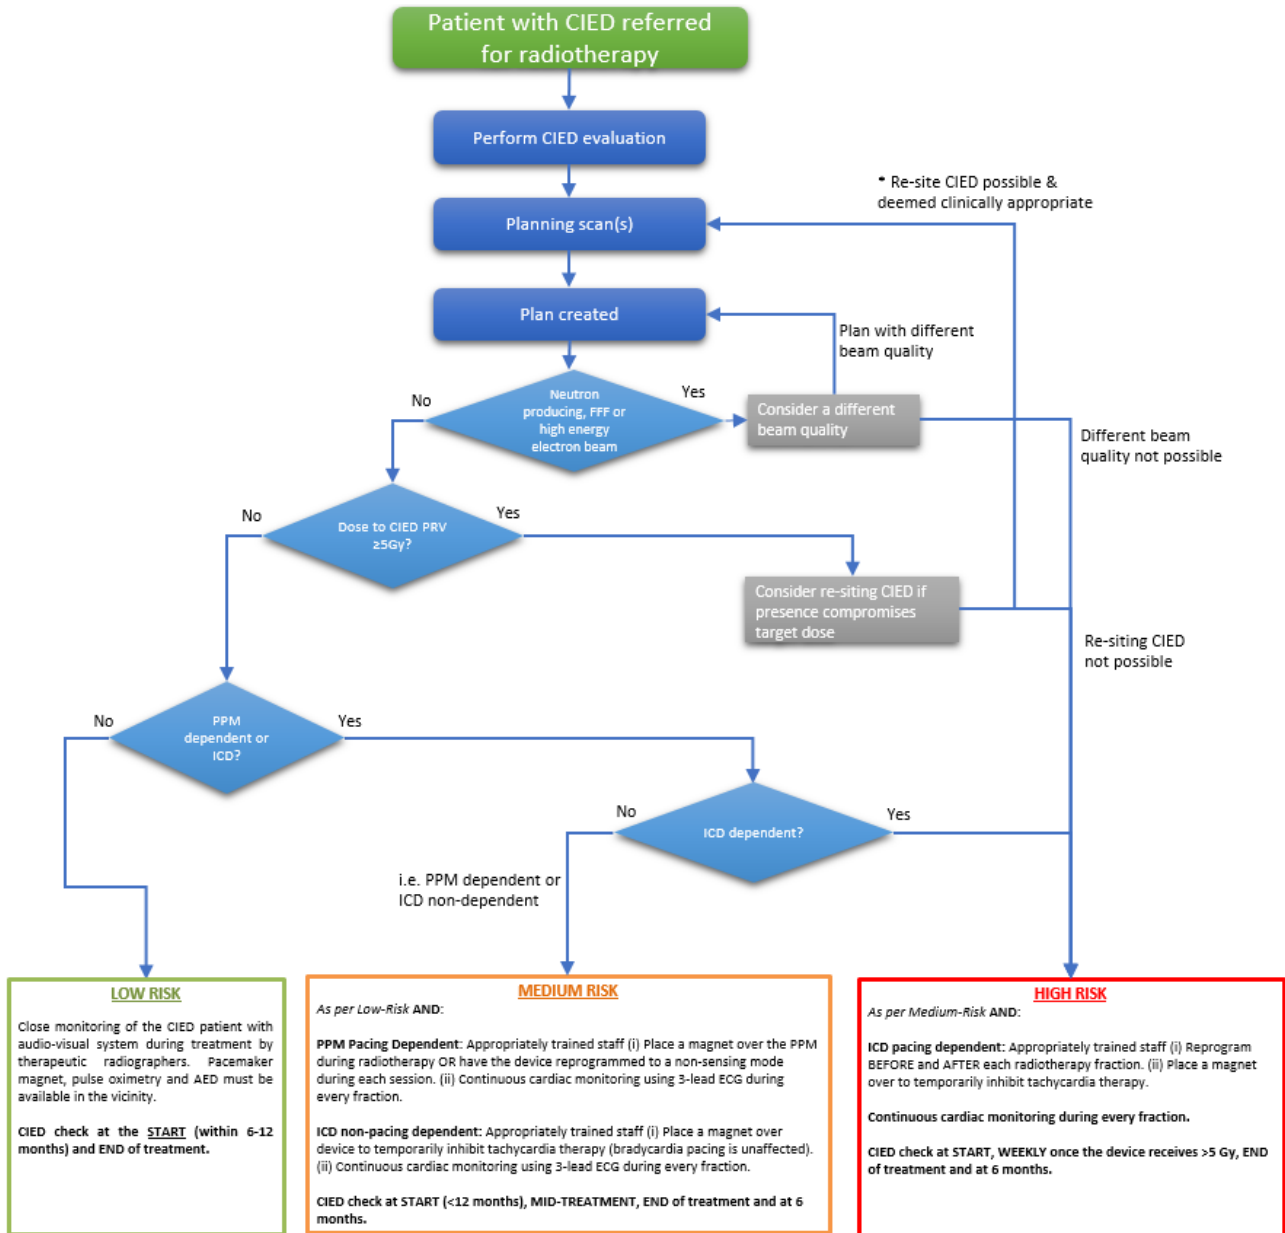 Patient with CIED referred
for radiotherapy
Perform CIED evaluation
* Re-site CIED possible &
deemed clinically appropriate
Planning scan(s)
Plan created
Plan with different
beam quality
No
Neutron
producing, FFF or
high energy
electron beam
Yes
Consider a different
beam quality
Different beam
quality not possible
No
Dose to CIED PRV
≥5Gy?
Yes
Consider re-siting CIED if
presence compromises
target dose
Re-siting CIED
not possible
No
PPM
dependent or
ICD?
Yes
No
ICD dependent?
Yes
i.e. PPM dependent or
ICD non-dependent
LOW RISK
Close monitoring of the CIED patient with
audio-visual system during treatment by
therapeutic radiographers. Pacemaker
magnet, pulse oximetry and AED must be
available in the vicinity.
CIED check at the START (within 6-12
months) and END of treatment.
MEDIUM RISK
As per Low-Risk AND:
PPM Pacing Dependent: Appropriately trained staff (i) Place a magnet over the PPM
during radiotherapy OR have the device reprogrammed to a non-sensing mode
during each session. (ii) Continuous cardiac monitoring using 3-lead ECG during
every fraction.
ICD non-pacing dependent: Appropriately trained staff (i) Place a magnet over
device to temporarily inhibit tachycardia therapy (bradycardia pacing is unaffected).
(ii) Continuous cardiac monitoring using 3-lead ECG during every fraction.
CIED check at START (<12 months), MID-TREATMENT, END of treatment and at 6
months.
HIGH RISK
As per Medium-Risk AND:
ICD pacing dependent: Appropriately trained staff (i) Reprogram
BEFORE and AFTER each radiotherapy fraction. (ii) Place a magnet
over to temporarily inhibit tachycardia therapy.
Continuous cardiac monitoring during every fraction.
CIED check at START, WEEKLY once the device receives >5 Gy, END
of treatment and at 6 months.